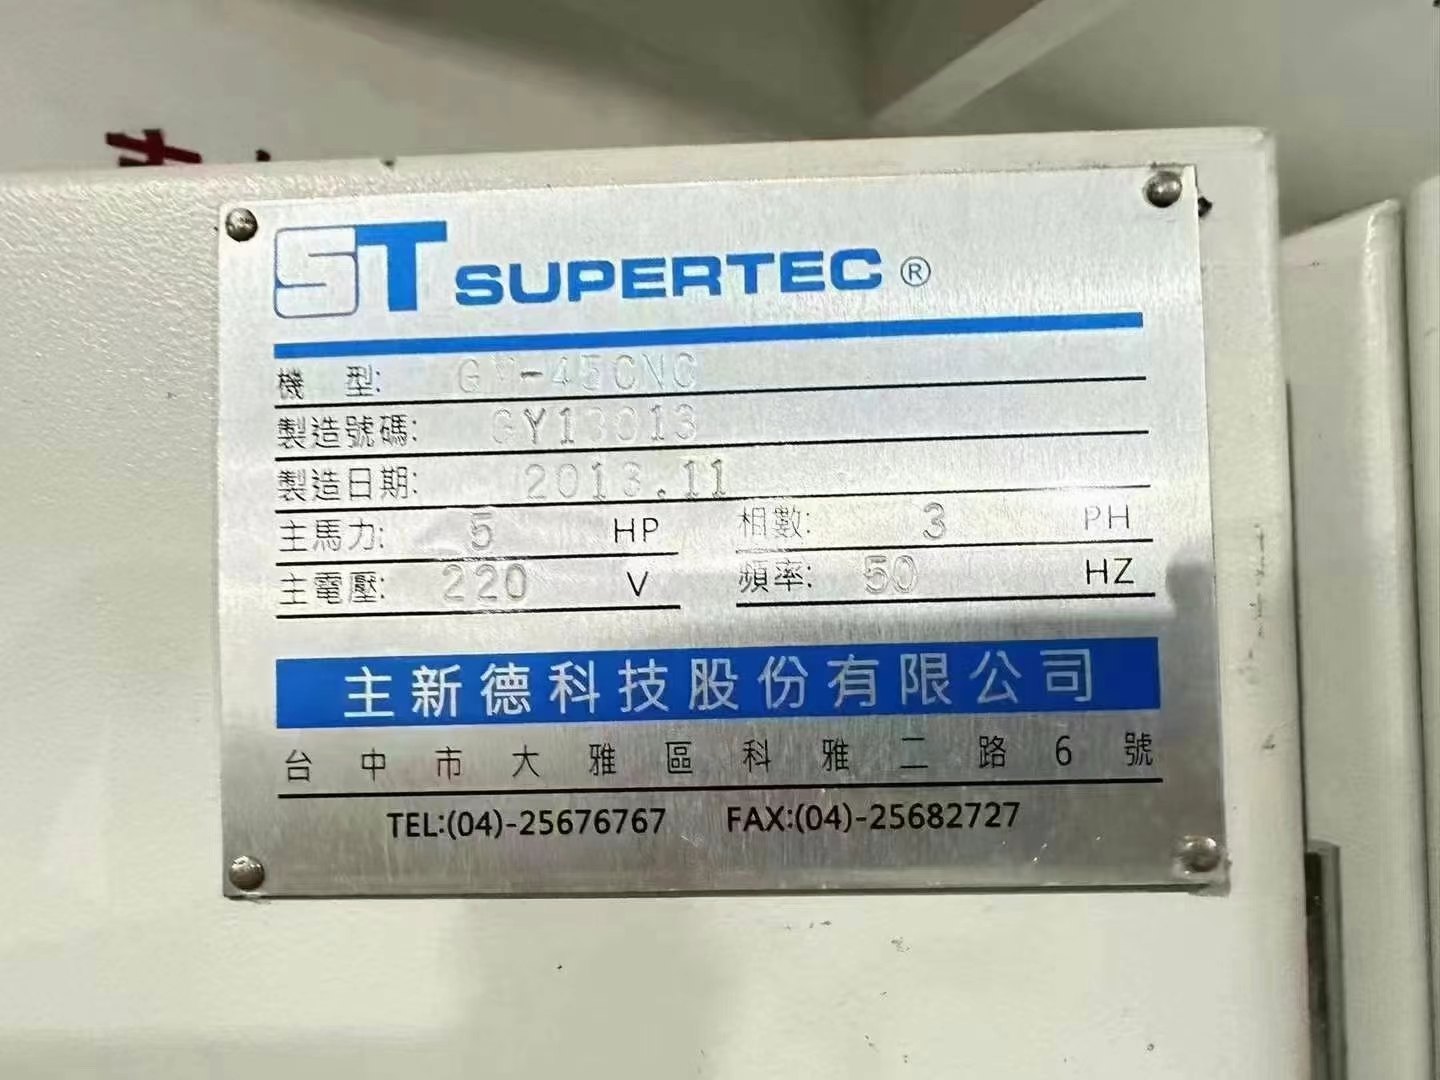 ST SUPERTEC®
機 型: -45CNC
製造號碼: GY13013
製造日期: 2013.11
主馬力: 5 HP 相數: 3 PH
主電壓: 220 V 頻率: 50 HZ
主新德科技股份有限公司
台中市大雅區科雅二路6號
TEL:(04)-25676767 FAX:(04)-25682727